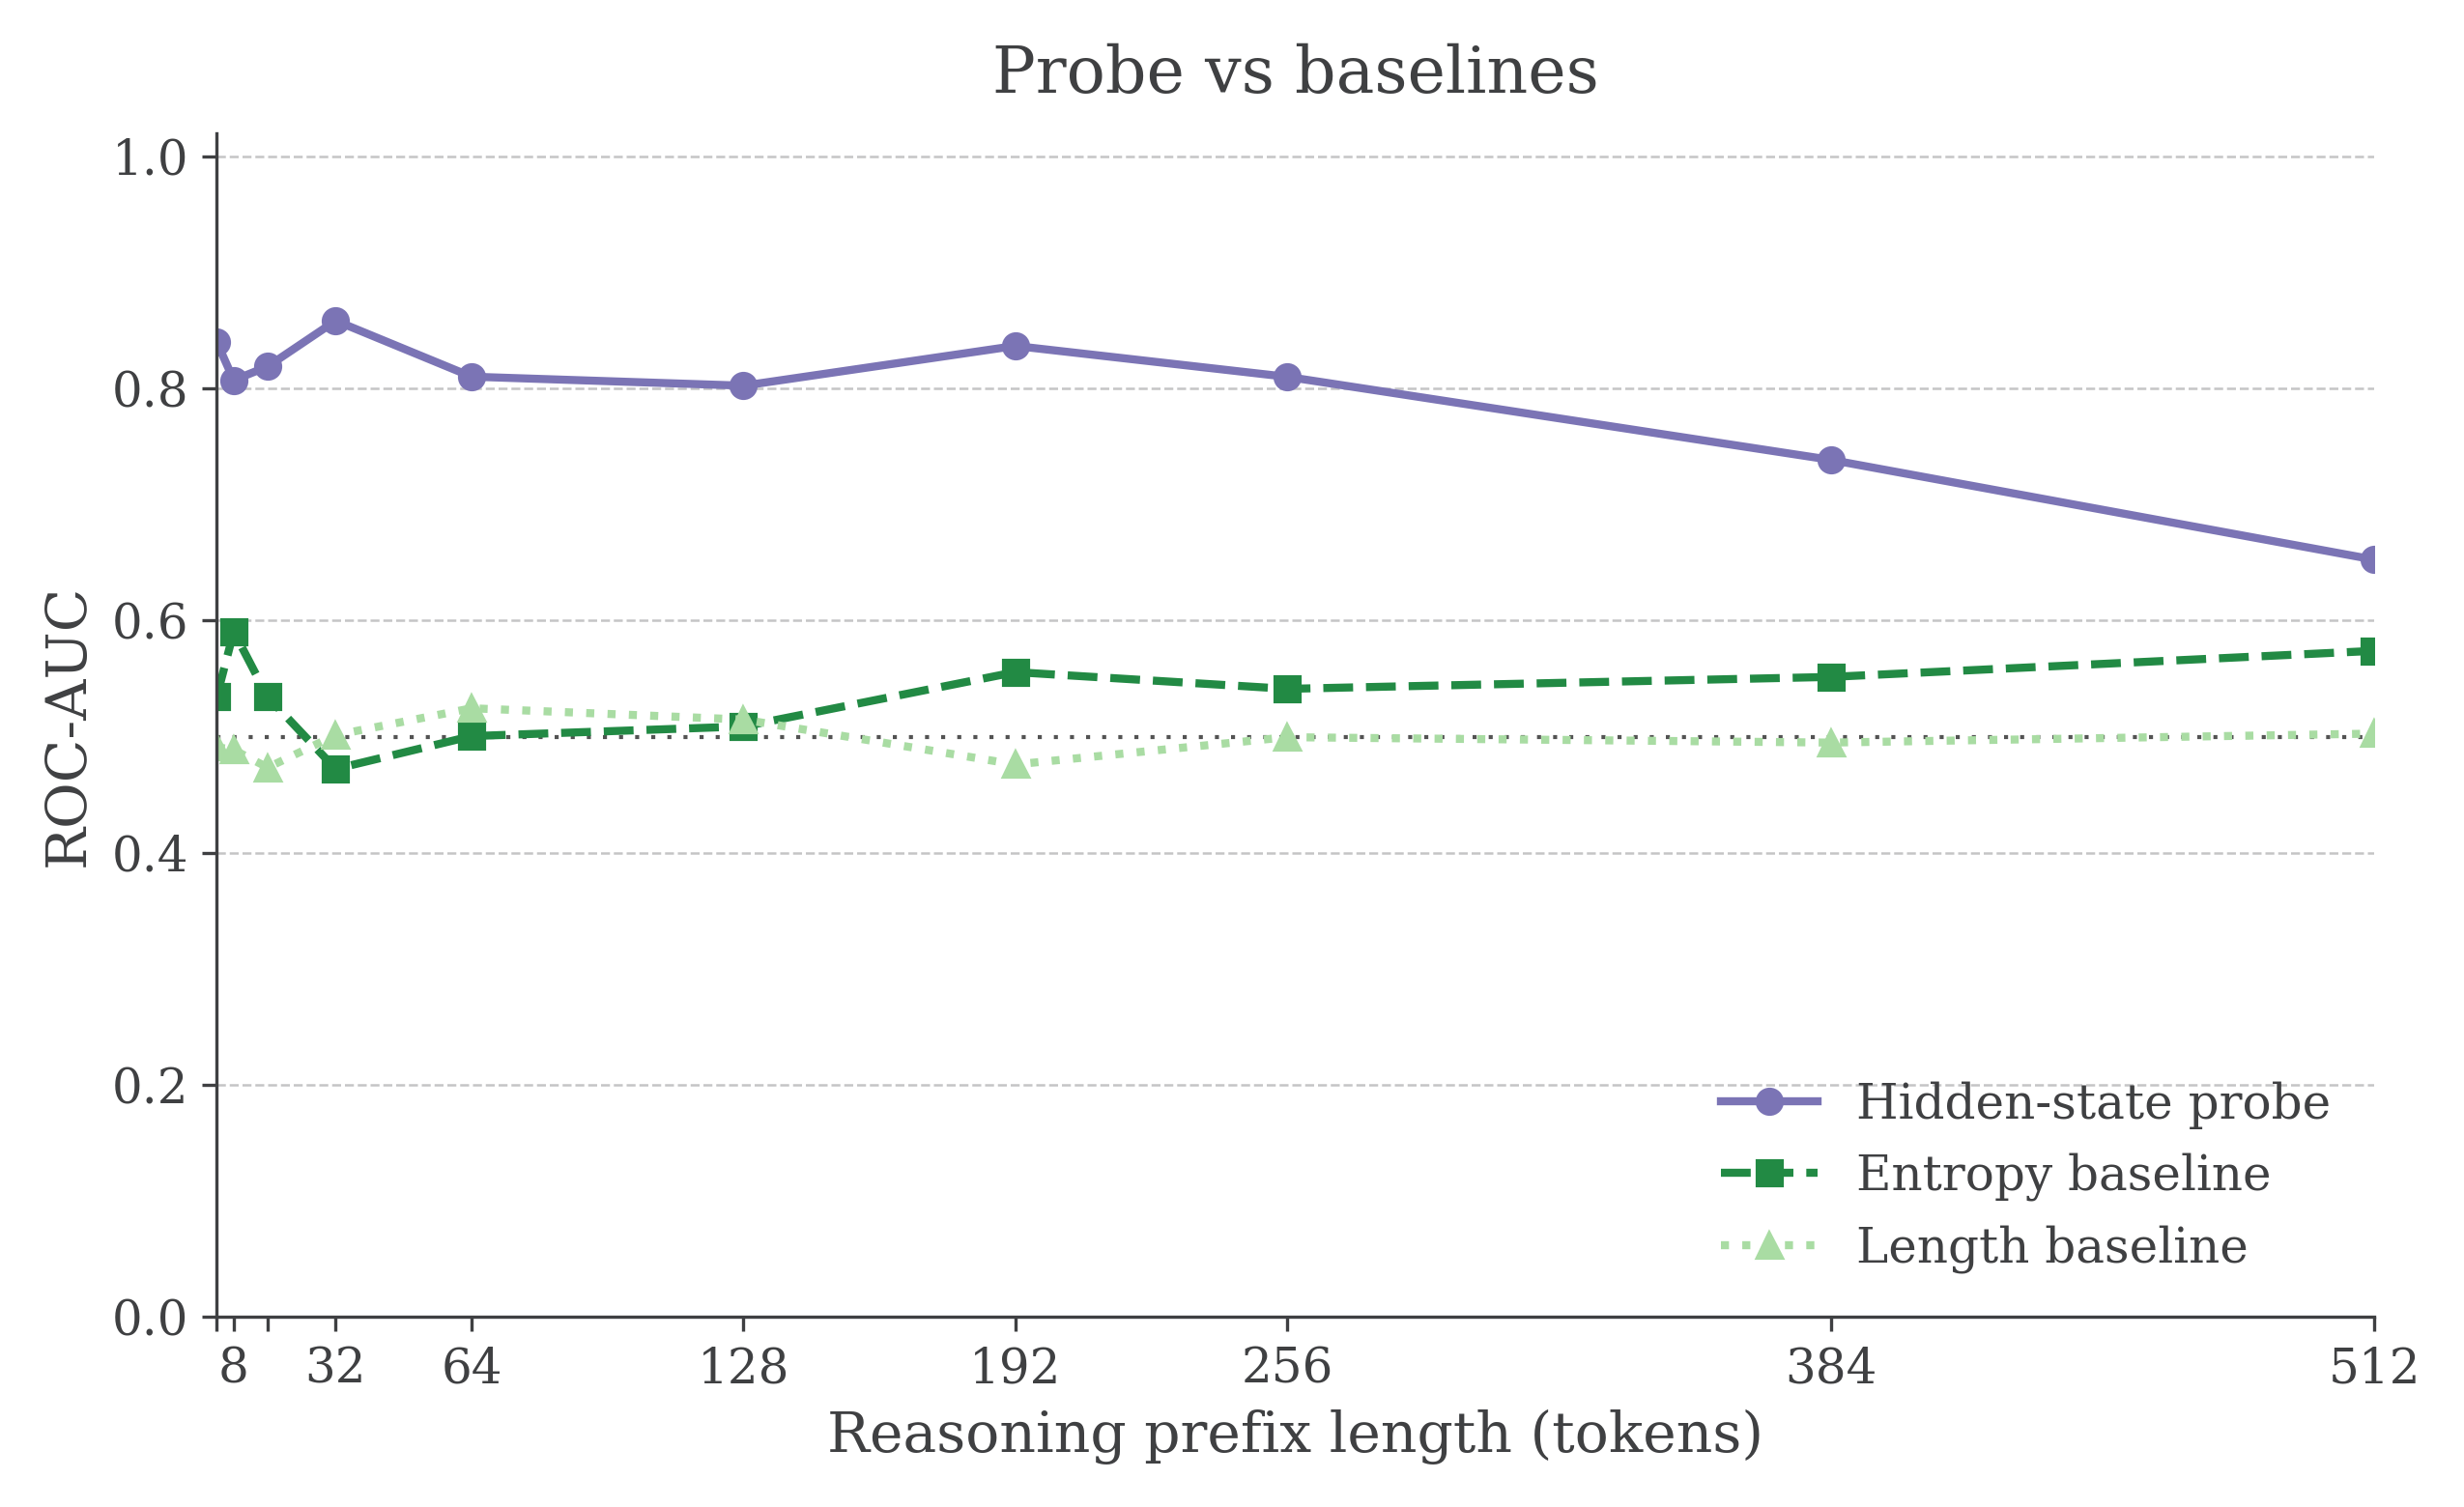 Probe vs baselines
ROC-AUC
1.0
0.8
0.6
0.4
0.2
0.0
Hidden-state probe
Entropy baseline
Length baseline
8 32 64 128 192 256 384 512
Reasoning prefix length (tokens)